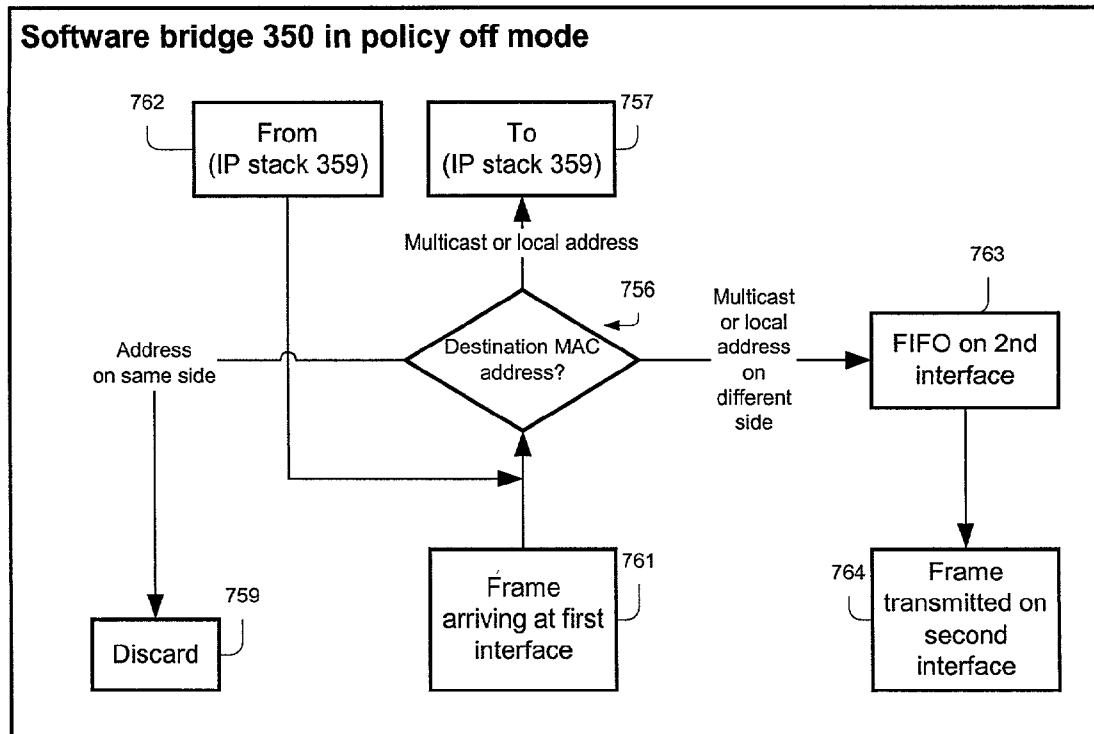 Software bridge 350 in policy off mode
762
From
(IP stack 359)
757
To
(IP stack 359)
Multicast or local address
756
Destination MAC
address?
Address
on same side
Multicast
or local
address
on
different
side
763
FIFO on 2nd
interface
759
Discard
761
Frame
arriving at first
interface
764
Frame
transmitted on
second
interface